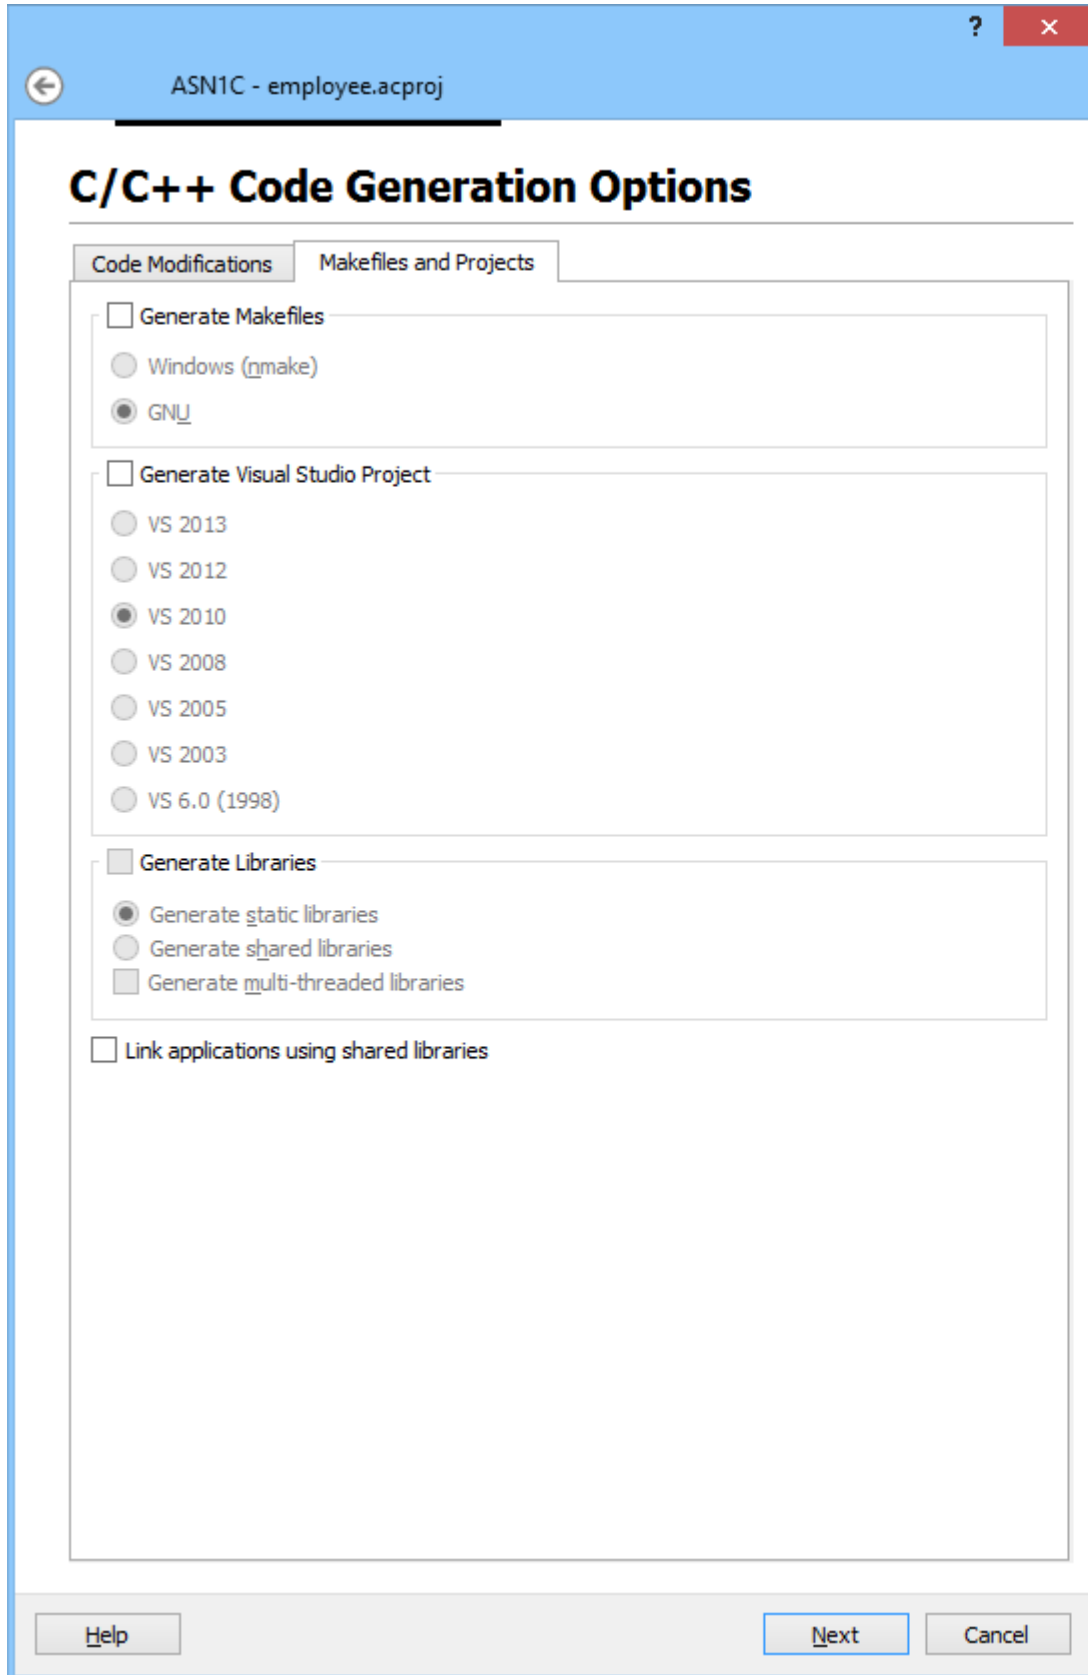 ?
ASN1C - employee.acproj
C/C++ Code Generation Options
Code Modifications
Makefiles and Projects
Generate Makefiles
Windows (nmake)
GNU
Generate Visual Studio Project
VS 2013
VS 2012
VS 2010
VS 2008
VS 2005
VS 2003
VS 6.0 (1998)
Generate Libraries
Generate static libraries
Generate shared libraries
Generate multi-threaded libraries
Link applications using shared libraries
Help
Next
Cancel